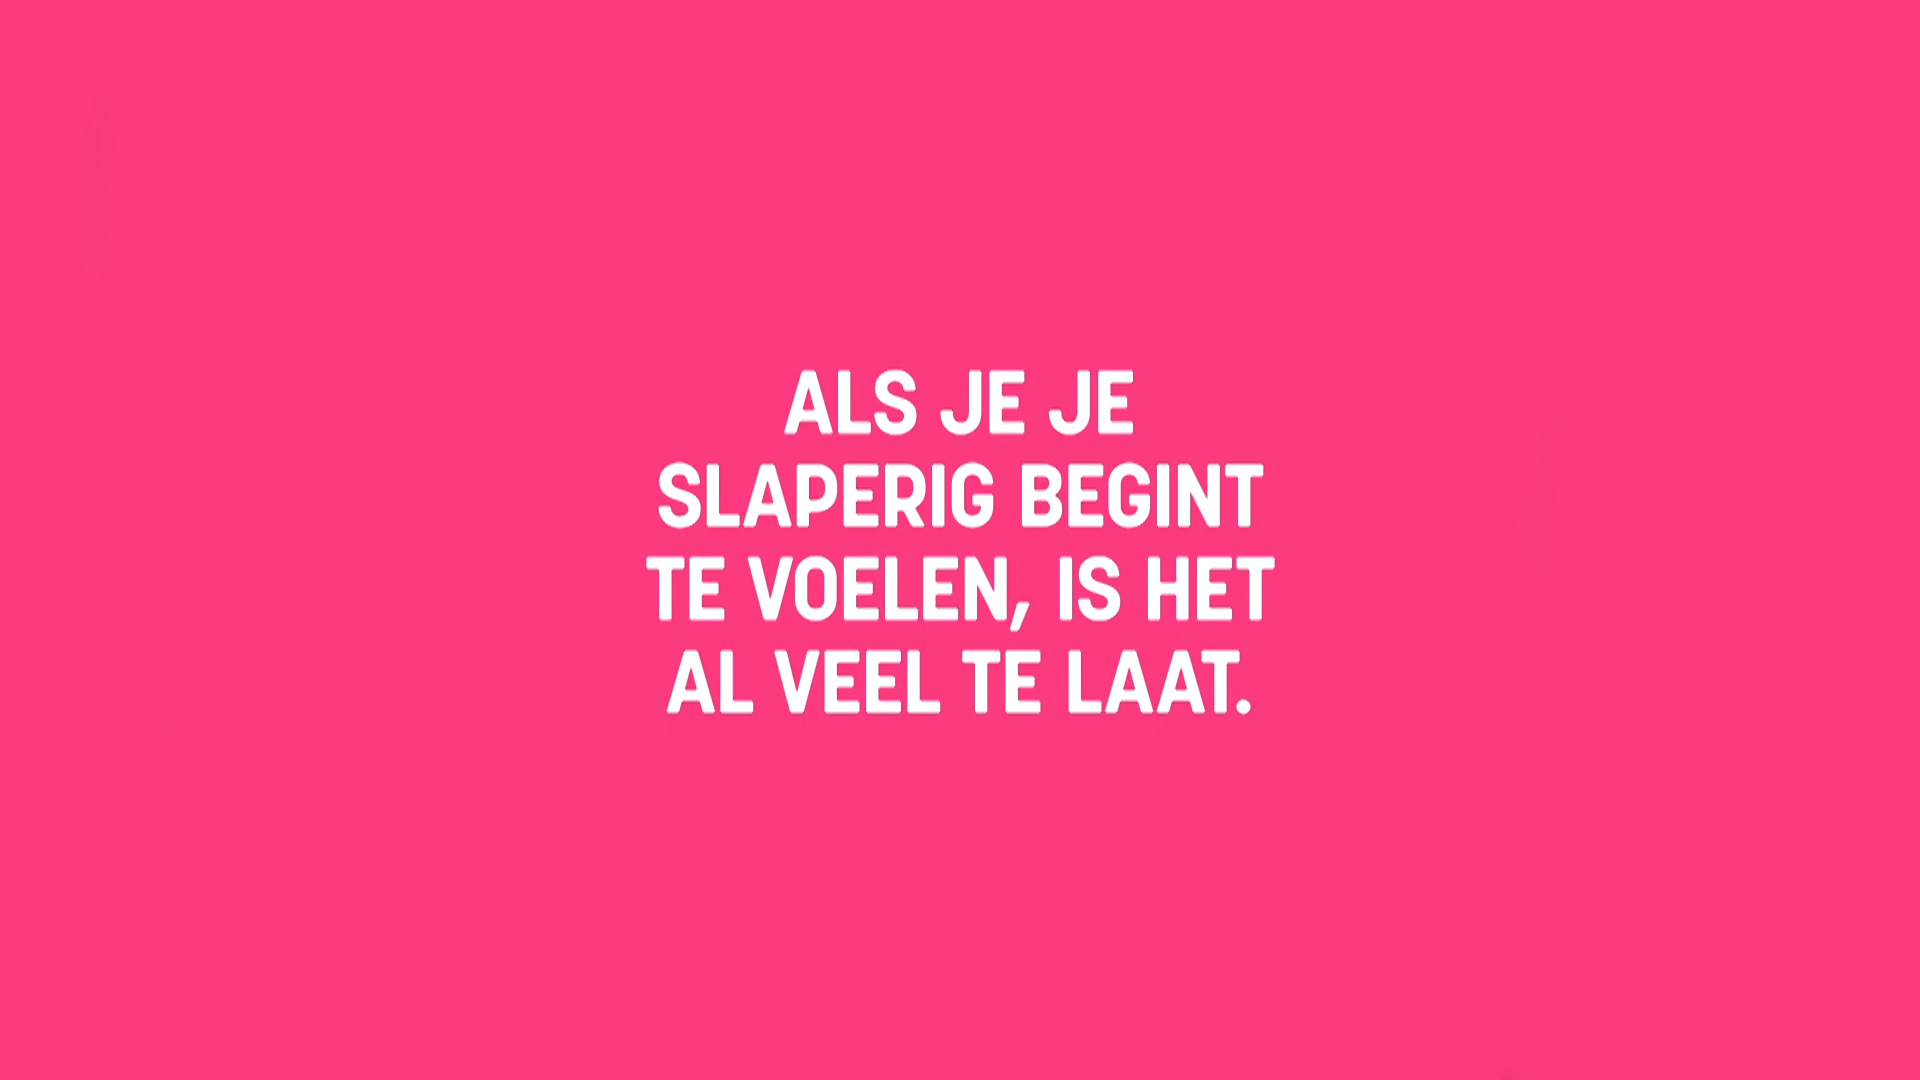 ALS JE JE
SLAPERIG BEGINT
TE VOELEN, IS HET
AL VEEL TE LAAT.